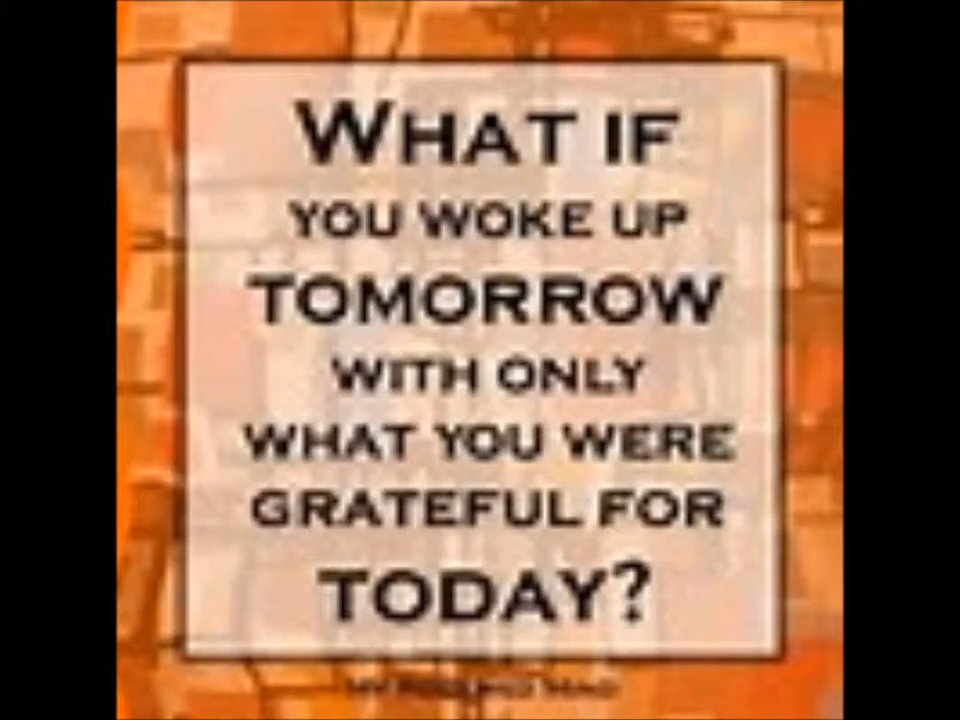 WHAT IF
YOU WOKE UP
TOMORROW
WITH ONLY
WHAT YOU WERE
GRATEFUL FOR
TODAY?